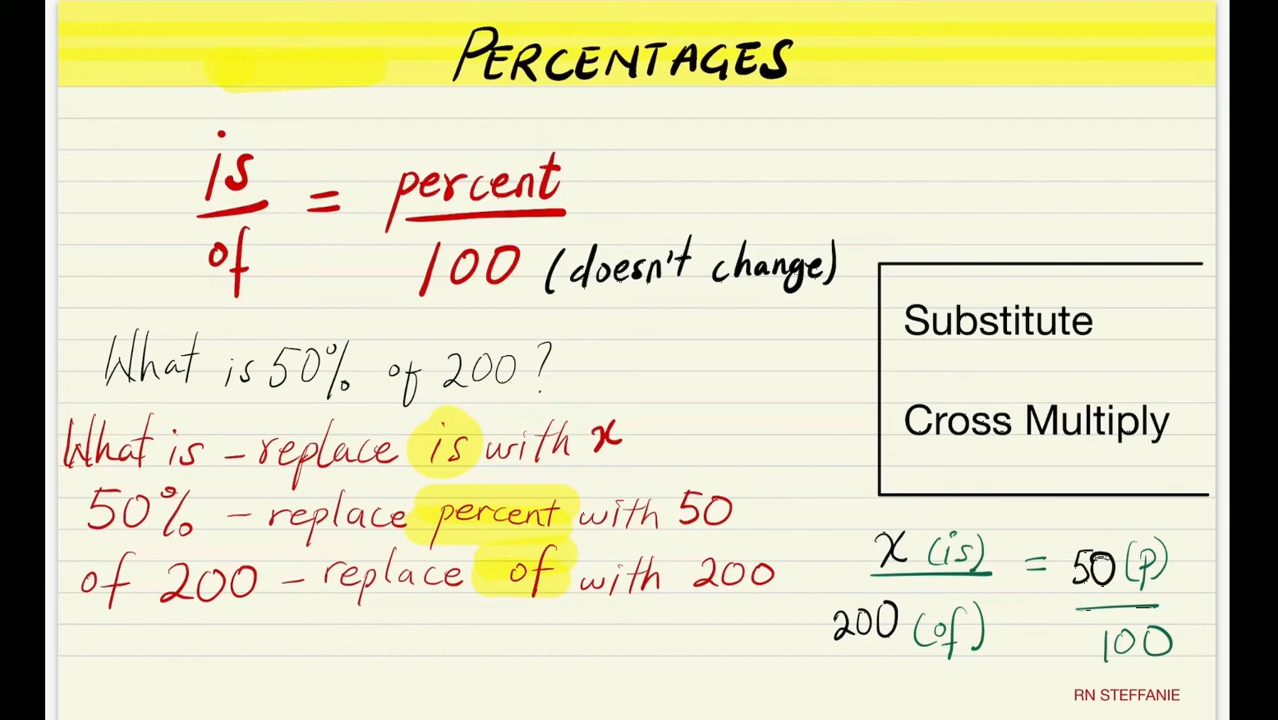 PERCENTAGES
is = percent
of 100 (doesn't change)
What is 50% of 200?
What is - replace is with x
50% - replace percent with 50
of 200 - replace of with 200
Substitute
Cross Multiply
x (is) = 50 (p)
200 (of) 100
RN STEFFANIE